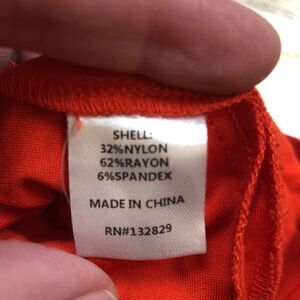 SHELL:
32%NYLON
62%RAYON
6%SPANDEX
MADE IN CHINA
RN#132829